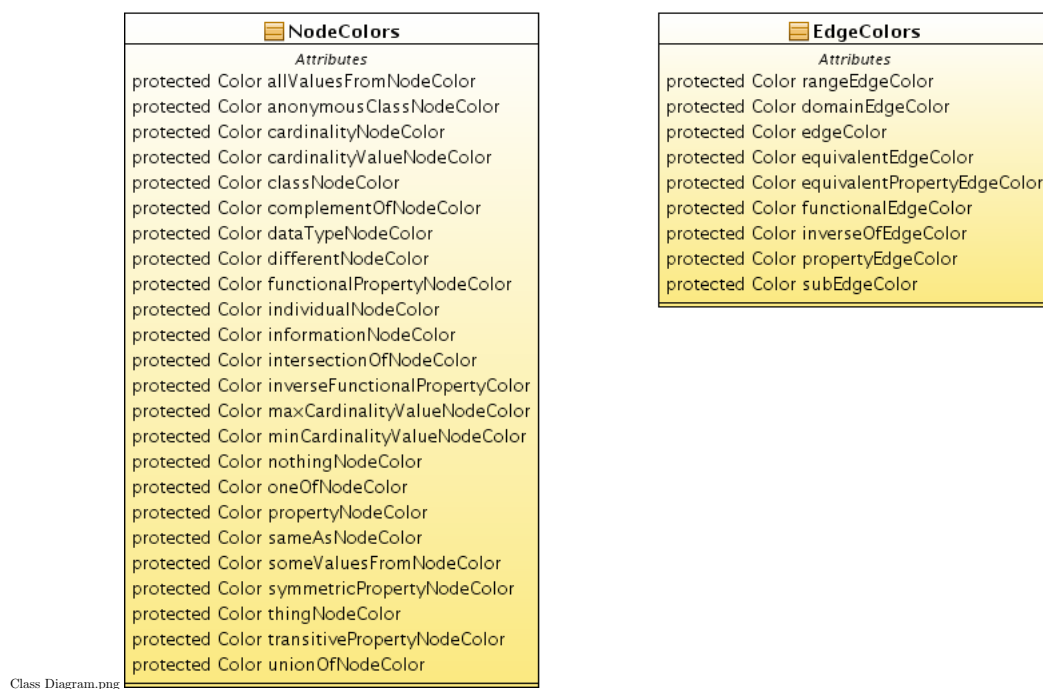 NodeColors
Attributes
protected Color allValuesFromNodeColor
protected Color anonymousClassNodeColor
protected Color cardinalityNodeColor
protected Color cardinalityValueNodeColor
protected Color classNodeColor
protected Color complementOfNodeColor
protected Color dataTypeNodeColor
protected Color differentNodeColor
protected Color functionalPropertyNodeColor
protected Color individualNodeColor
protected Color informationNodeColor
protected Color intersectionOfNodeColor
protected Color inverseFunctionalPropertyColor
protected Color maxCardinalityValueNodeColor
protected Color minCardinalityValueNodeColor
protected Color nothingNodeColor
protected Color oneOfNodeColor
protected Color propertyNodeColor
protected Color sameAsNodeColor
protected Color someValuesFromNodeColor
protected Color symmetricPropertyNodeColor
protected Color thingNodeColor
protected Color transitivePropertyNodeColor
protected Color unionOfNodeColor
EdgeColors
Attributes
protected Color rangeEdgeColor
protected Color domainEdgeColor
protected Color edgeColor
protected Color equivalentEdgeColor
protected Color equivalentPropertyEdgeColor
protected Color functionalEdgeColor
protected Color inverseOfEdgeColor
protected Color propertyEdgeColor
protected Color subEdgeColor
Class Diagram.png